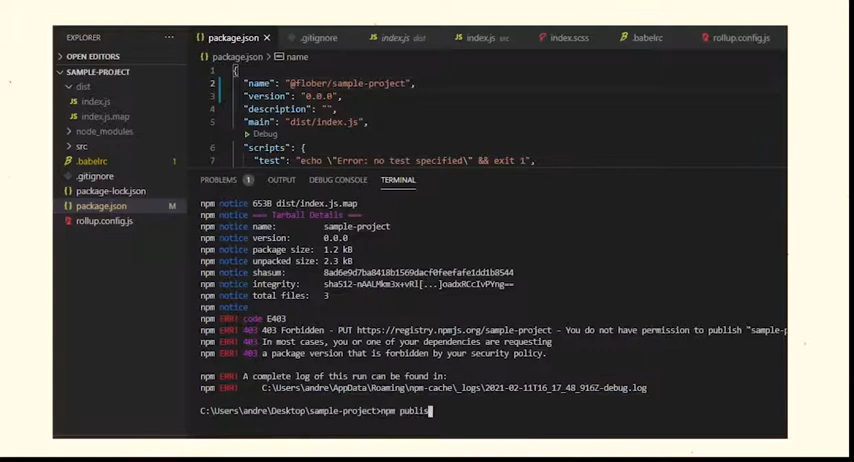 EXPLORER ...
package.json × .gitignore index.js dist index.js src index.scss .babelrc rollup.config.js
OPEN EDITORS
package.json > name
SAMPLE-PROJECT
dist
index.js
index.js.map
node_modules
src
.babelrc 1
.gitignore
package-lock.json
package.json M
rollup.config.js
1 {
2 "name": "@flober/sample-project",
3 "version": "0.0.0",
4 "description": "",
5 "main": "dist/index.js",
Debug
6 "scripts": {
7 "test": "echo \"Error: no test specified\" && exit 1",
PROBLEMS 1 OUTPUT DEBUG CONSOLE TERMINAL
npm notice 653B dist/index.js.map
npm notice === Tarball Details ===
npm notice name: sample-project
npm notice version: 0.0.0
npm notice package size: 1.2 kB
npm notice unpacked size: 2.3 kB
npm notice shasum: 8ad6e9d7ba8418b1569dacf0feefafe1dd1b8544
npm notice integrity: sha512-nAALMkm3x+vRl[...]oadxRCcIvPYng==
npm notice total files: 3
npm notice
npm ERR! code E403
npm ERR! 403 403 Forbidden - PUT https://registry.npmjs.org/sample-project - You do not have permission to publish "sample-p
npm ERR! 403 In most cases, you or one of your dependencies are requesting
npm ERR! 403 a package version that is forbidden by your security policy.
npm ERR! A complete log of this run can be found in:
npm ERR! C:\Users\andre\AppData\Roaming\npm-cache\_logs\2021-02-11T16_17_48_916Z-debug.log
C:\Users\andre\Desktop\sample-project>npm publis